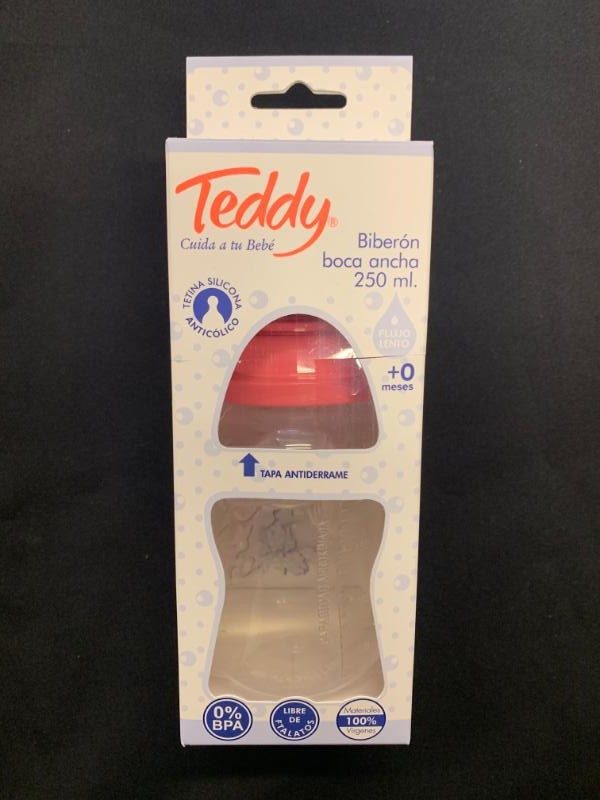 Teddy®
Cuida a tu Bebé
Biberón
boca ancha
250 ml.
TETINA SILICONA
ANTICÓLICO
FLUJO
LENTO
+0
meses
TAPA ANTIDERRAME
0%
BPA
LIBRE
DE
FTALATOS
Materiales
100%
Vírgenes